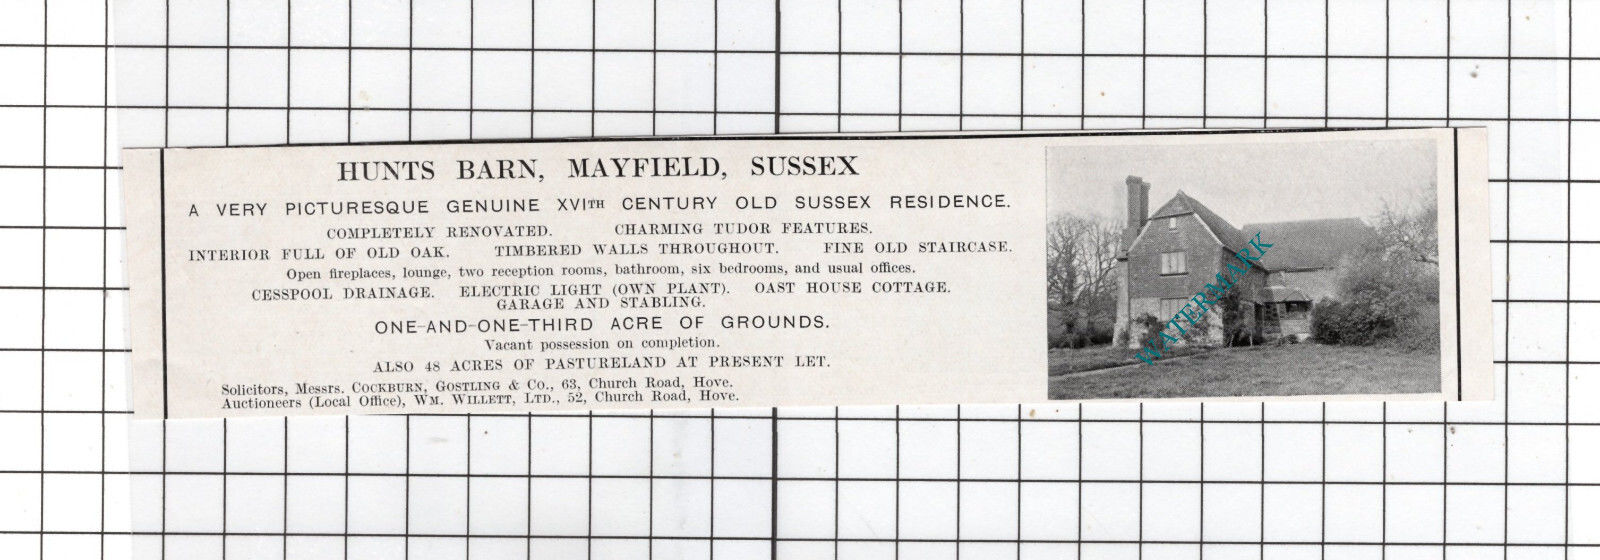 HUNTS BARN, MAYFIELD, SUSSEX
A VERY PICTURESQUE GENUINE XVITH CENTURY OLD SUSSEX RESIDENCE.
COMPLETELY RENOVATED. CHARMING TUDOR FEATURES.
INTERIOR FULL OF OLD OAK. TIMBERED WALLS THROUGHOUT. FINE OLD STAIRCASE.
Open fireplaces, lounge, two reception rooms, bathroom, six bedrooms, and usual offices.
CESSPOOL DRAINAGE. ELECTRIC LIGHT (OWN PLANT). OAST HOUSE COTTAGE.
GARAGE AND STABLING.
ONE-AND-ONE-THIRD ACRE OF GROUNDS.
Vacant possession on completion.
ALSO 48 ACRES OF PASTURELAND AT PRESENT LET.
Solicitors, Messrs. COCKBURN, GOSTLING & CO., 63, Church Road, Hove.
Auctioneers (Local Office), WM. WILLETT, LTD., 52, Church Road, Hove.
WATERMARK